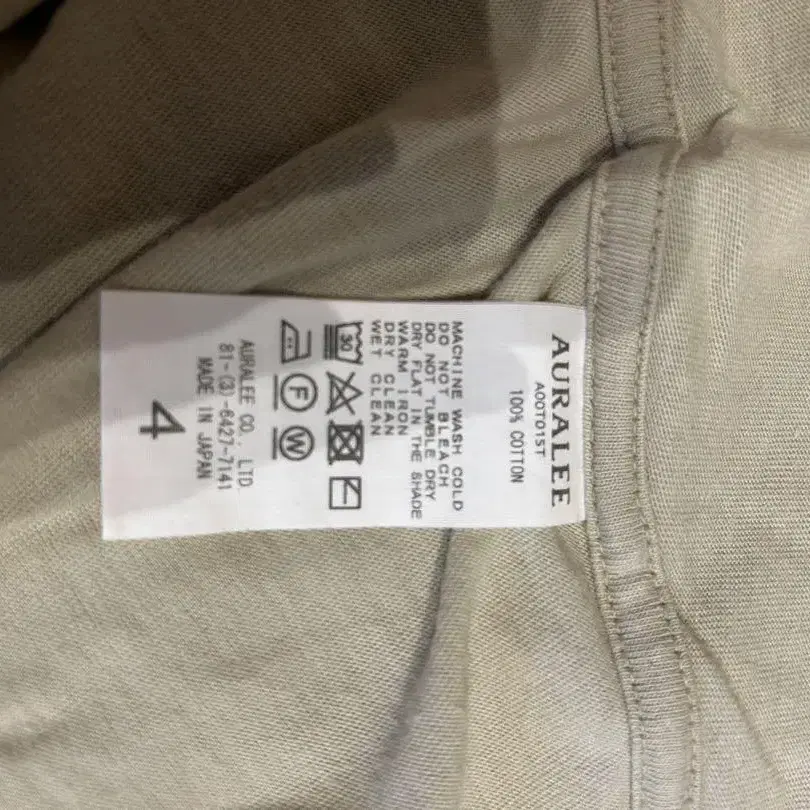 AURALEE
A00T01ST
100% COTTON
MACHINE WASH COLD
DO NOT BLEACH
DO NOT TUMBLE DRY
DRY FLAT IN THE SHADE
WARM IRON
DRY CLEAN
WET CLEAN
30
F W
AURALEE CO., LTD.
81-(3)-6427-7141
MADE IN JAPAN
4